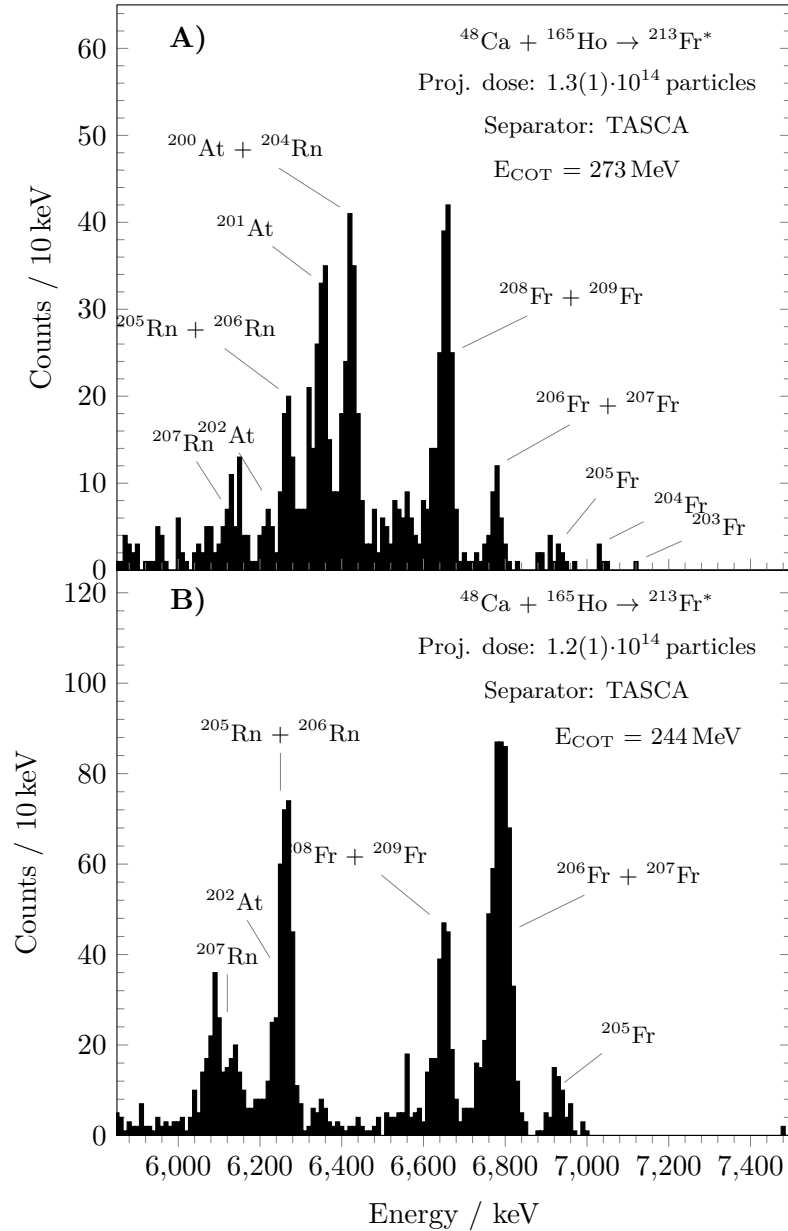 A)
⁴⁸Ca + ¹⁶⁵Ho → ²¹³Fr*
Proj. dose: 1.3(1)·10¹⁴ particles
Separator: TASCA
E_COT = 273 MeV
²⁰⁰At + ²⁰⁴Rn
²⁰¹At
²⁰⁸Fr + ²⁰⁹Fr
²⁰⁵Rn + ²⁰⁶Rn
²⁰⁶Fr + ²⁰⁷Fr
²⁰⁷Rn
²⁰²At
²⁰⁵Fr
²⁰⁴Fr
²⁰³Fr
60
50
40
30
20
10
0
Counts / 10 keV
B)
⁴⁸Ca + ¹⁶⁵Ho → ²¹³Fr*
Proj. dose: 1.2(1)·10¹⁴ particles
Separator: TASCA
E_COT = 244 MeV
²⁰⁵Rn + ²⁰⁶Rn
²⁰⁸Fr + ²⁰⁹Fr
²⁰⁶Fr + ²⁰⁷Fr
²⁰²At
²⁰⁷Rn
²⁰⁵Fr
120
100
80
60
40
20
0
Counts / 10 keV
6,000 6,200 6,400 6,600 6,800 7,000 7,200 7,400
Energy / keV